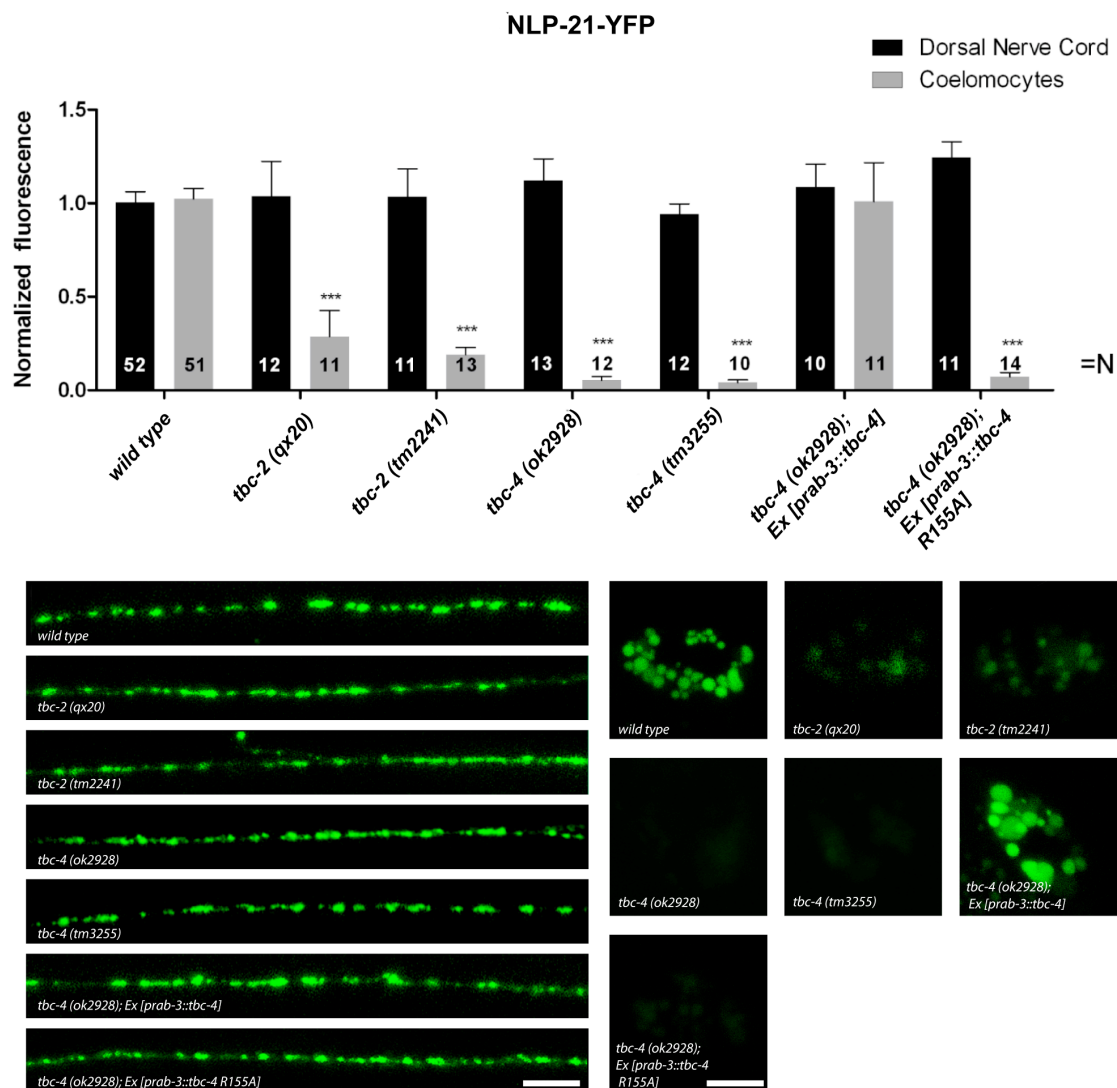 NLP-21-YFP
Dorsal Nerve Cord
Coelomocytes
Normalized fluorescence
1.5
1.0
0.5
0.0
52
51
12
11
11
13
13
12
12
10
10
11
11
14
***
***
***
***
***
=N
wild type
tbc-2 (qx20)
tbc-2 (tm2241)
tbc-4 (ok2928)
tbc-4 (tm3255)
tbc-4 (ok2928);
Ex [prab-3::tbc-4]
tbc-4 (ok2928);
Ex [prab-3::tbc-4
R155A]
wild type
tbc-2 (qx20)
tbc-2 (tm2241)
tbc-4 (ok2928)
tbc-4 (tm3255)
tbc-4 (ok2928); Ex [prab-3::tbc-4]
tbc-4 (ok2928); Ex [prab-3::tbc-4 R155A]
wild type
tbc-2 (qx20)
tbc-2 (tm2241)
tbc-4 (ok2928)
tbc-4 (tm3255)
tbc-4 (ok2928);
Ex [prab-3::tbc-4]
tbc-4 (ok2928);
Ex [prab-3::tbc-4
R155A]